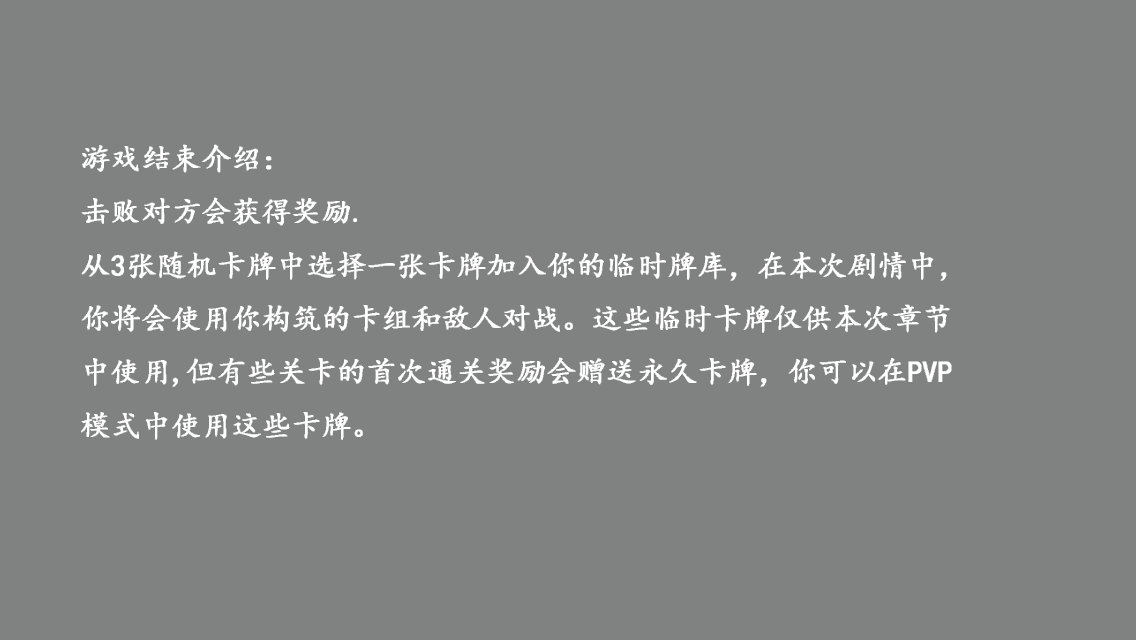 游戏结束介绍：
击败对方会获得奖励.
从3张随机卡牌中选择一张卡牌加入你的临时牌库，在本次剧情中，
你将会使用你构筑的卡组和敌人对战。这些临时卡牌仅供本次章节
中使用,但有些关卡的首次通关奖励会赠送永久卡牌，你可以在PVP
模式中使用这些卡牌。